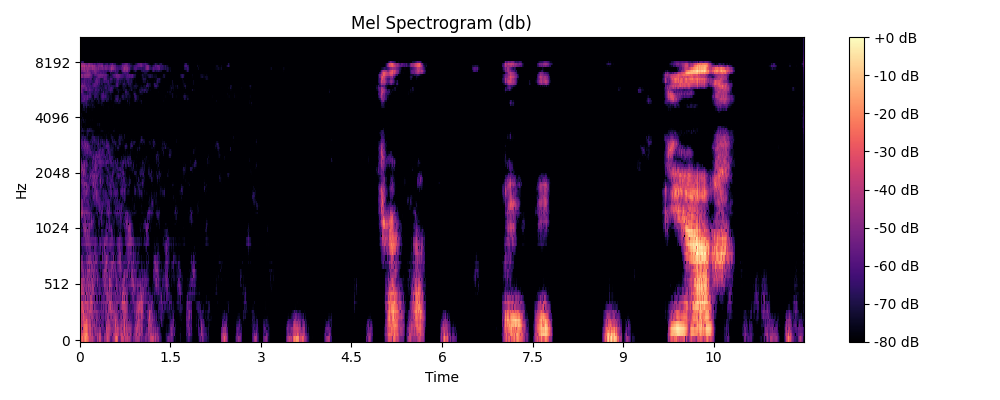 Mel Spectrogram (db)
Hz
8192
4096
2048
1024
512
0
0 1.5 3 4.5 6 7.5 9 10
Time
+0 dB
-10 dB
-20 dB
-30 dB
-40 dB
-50 dB
-60 dB
-70 dB
-80 dB